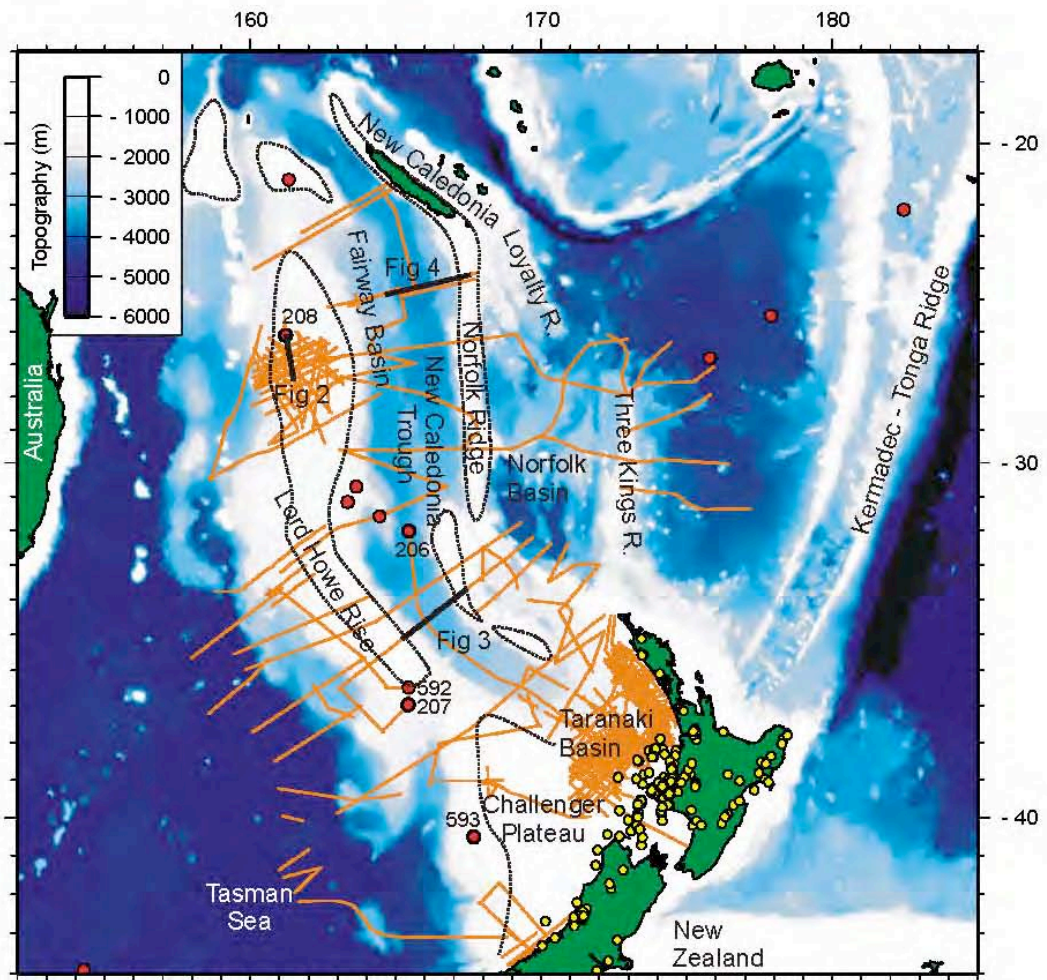 160
170
180
Topography (m)
0
- 1000
- 2000
- 3000
- 4000
- 5000
- 6000
- 20
- 30
- 40
New Caledonia
Loyalty R.
Fairway Basin
Fig 4
208
Fig 2
Norfolk Ridge
New Caledonia
Trough
Three Kings R.
Kermadec - Tonga Ridge
Australia
Norfolk
Basin
Lord Howe Rise
206
Fig 3
592
207
Taranaki
Basin
Challenger
Plateau
593
Tasman
Sea
New
Zealand